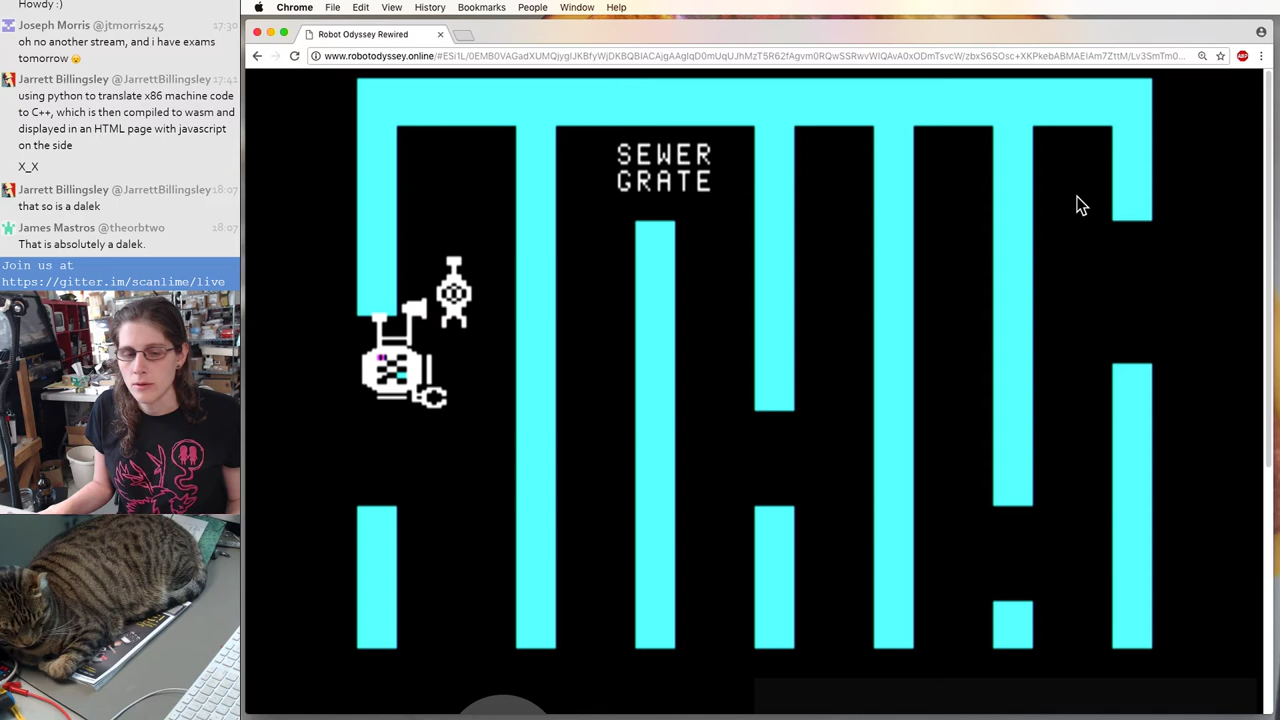 Chrome File Edit View History Bookmarks People Window Help
Robot Odyssey Rewired
Howdy :)
Joseph Morris @jtmorris245 17:30
oh no another stream, and i have exams
tomorrow
Jarrett Billingsley @JarrettBillingsley 17:41
using python to translate x86 machine code
to C++, which is then compiled to wasm and
displayed in an HTML page with javascript
on the side
X_X
Jarrett Billingsley @JarrettBillingsley 18:07
that so is a dalek
James Mastros @theorbtwo 18:07
That is absolutely a dalek.
Join us at
https://gitter.im/scanlime/live
SEWER
GRATE